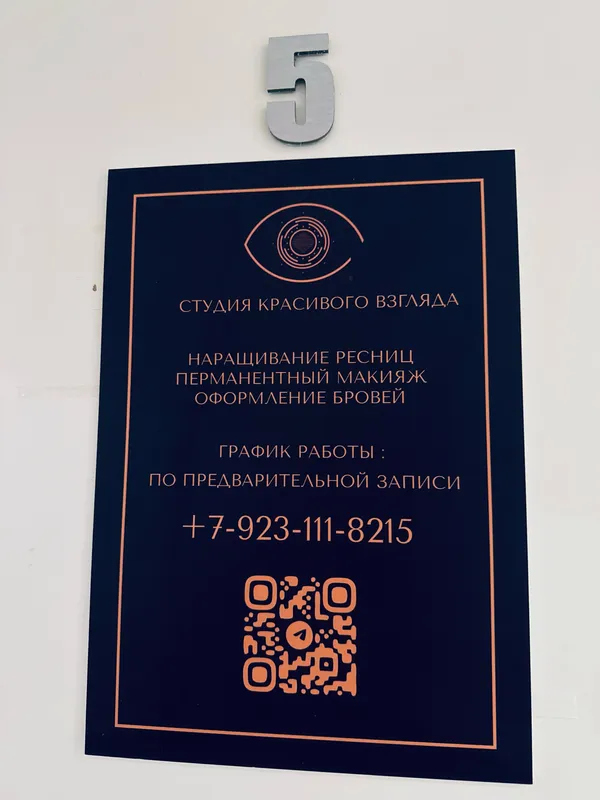 5
СТУДИЯ КРАСИВОГО ВЗГЛЯДА
НАРАЩИВАНИЕ РЕСНИЦ
ПЕРМАНЕНТНЫЙ МАКИЯЖ
ОФОРМЛЕНИЕ БРОВЕЙ
ГРАФИК РАБОТЫ :
ПО ПРЕДВАРИТЕЛЬНОЙ ЗАПИСИ
+7-923-111-8215